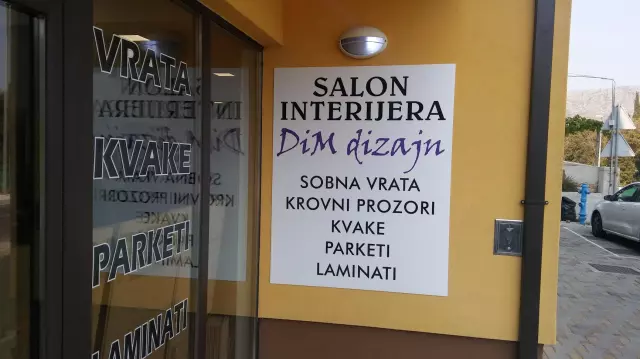 VRATA
KVAKE
PARKETI
LAMINATI
SALON
INTERIJERA
DiM dizajn
SOBNA VRATA
KROVNI PROZORI
KVAKE
PARKETI
LAMINATI